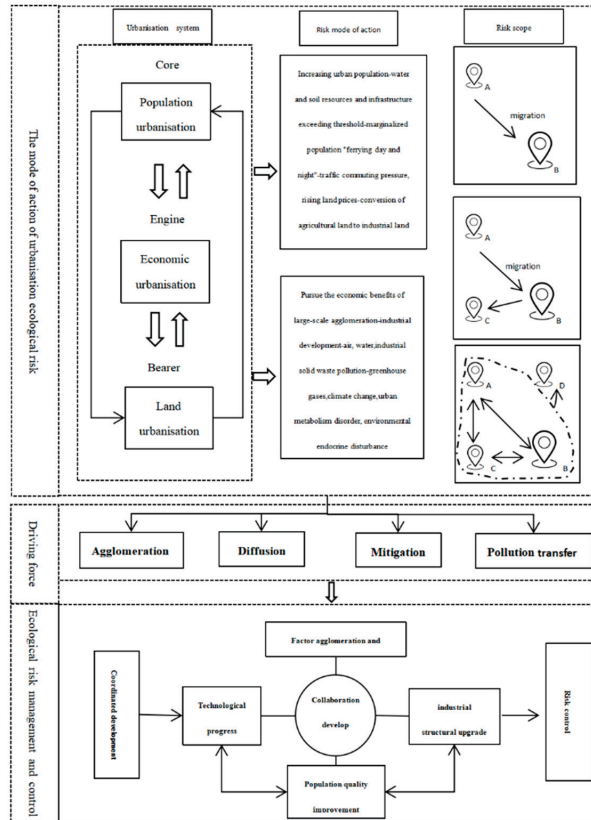 Urbanisation system
Risk mode of action
Risk scope
The mode of action of urbanisation ecological risk
Core
Population
urbanisation
Engine
Economic
urbanisation
Bearer
Land
urbanisation
Increasing urban population-water
and soil resources and infrastructure
exceeding threshold-marginalized
population "ferrying day and
night"-traffic commuting pressure,
rising land prices-conversion of
agricultural land to industrial land
Pursue the economic benefits of
large-scale agglomeration-industrial
development-air, water,industrial
solid waste pollution-greenhouse
gases,climate change,urban
metabolism disorder, environmental
endocrine disturbance
A
migration
B
A
migration
C
B
A
D
C
B
Driving force
Agglomeration
Diffusion
Mitigation
Pollution transfer
Ecological risk management and control
Coordinated development
Factor agglomeration and
Technological
progress
Collaboration
develop
industrial
structural upgrade
Population quality
improvement
Risk control